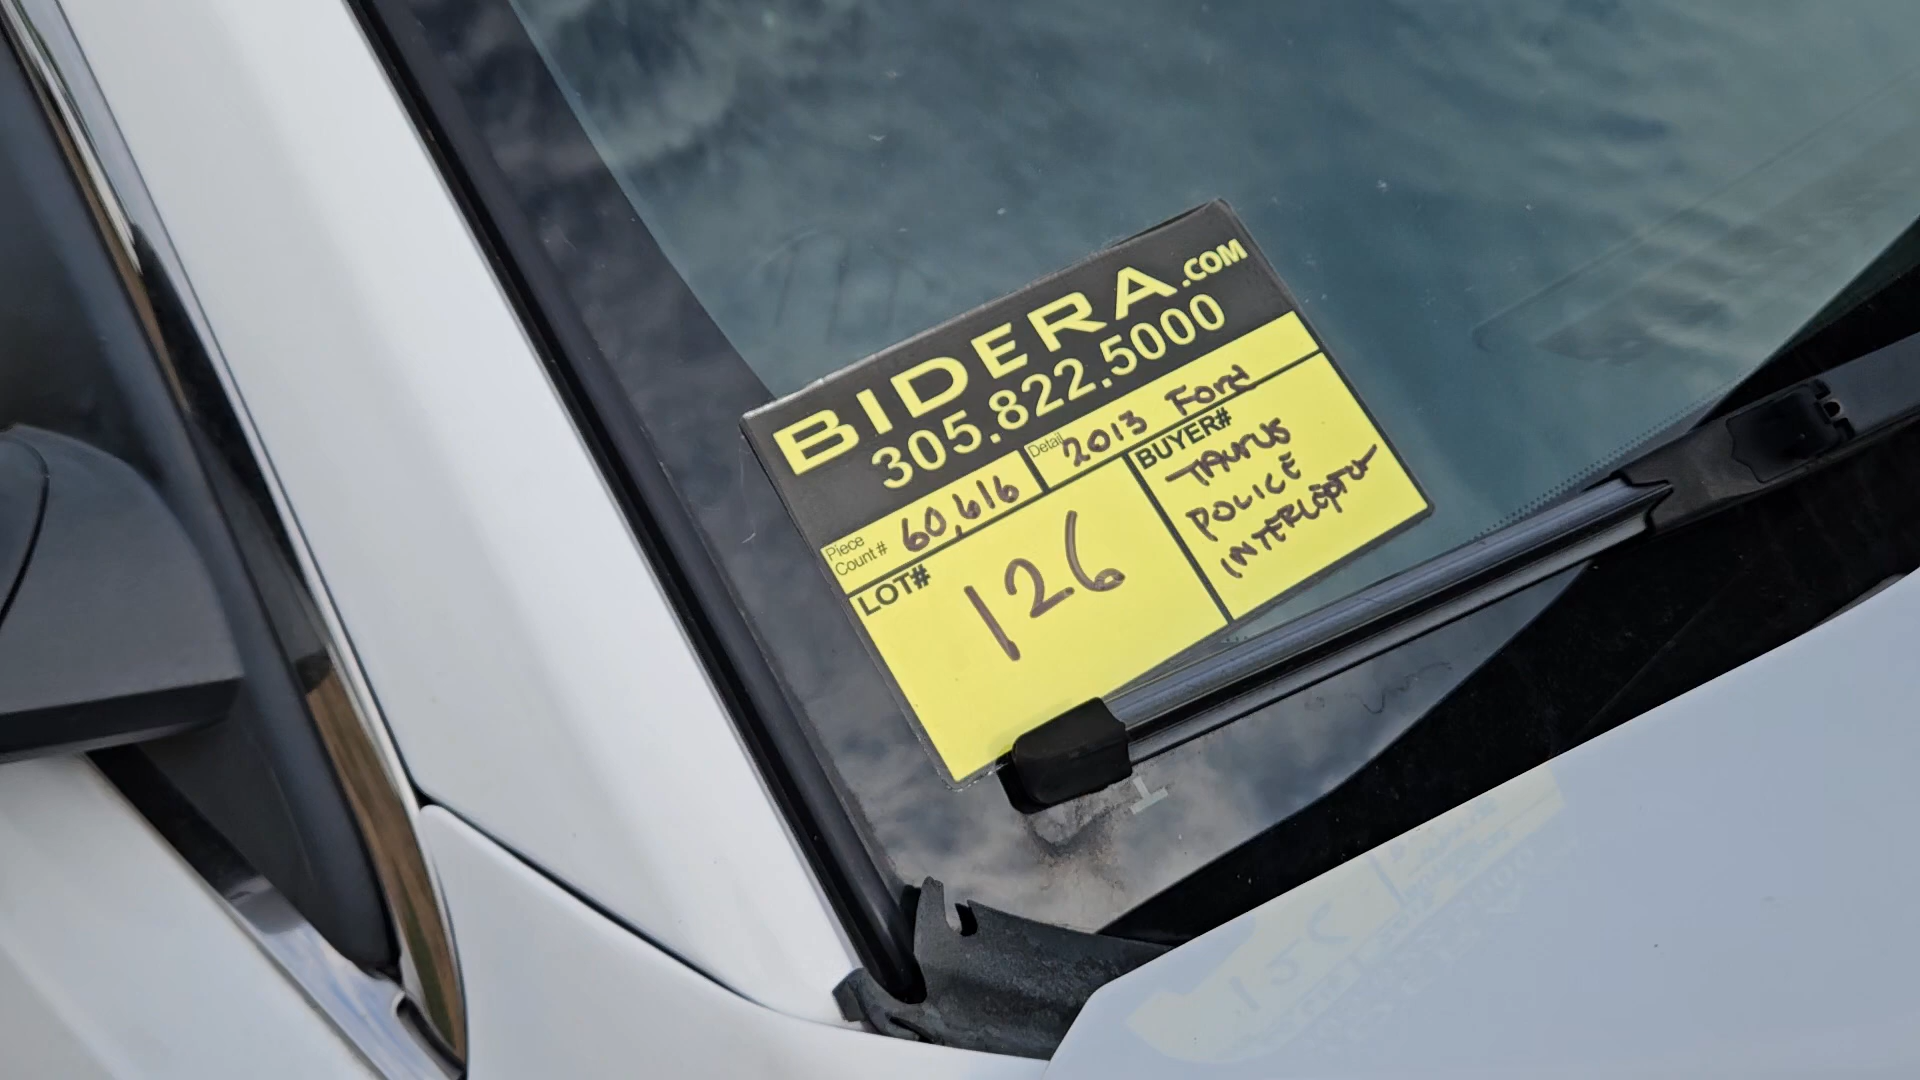 BIDERA.COM
305.822.5000
Piece Count # 60,616
Detail 2013 Ford
LOT# 126
BUYER#
TAURUS
POLICE
INTERCEPTOR